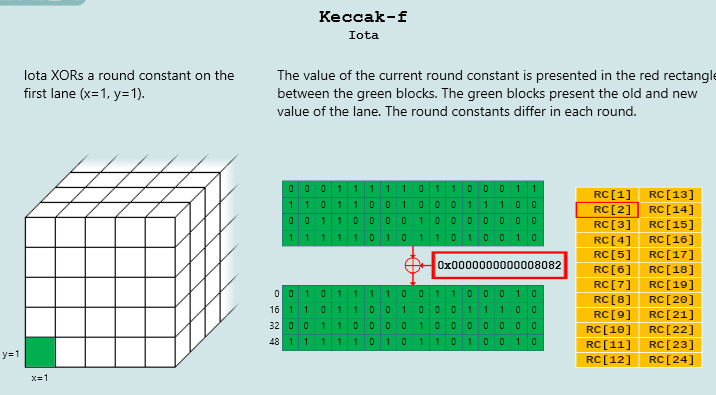 Keccak-f
Iota
Iota XORs a round constant on the
first lane (x=1, y=1).
The value of the current round constant is presented in the red rectangle
between the green blocks. The green blocks present the old and new
value of the lane. The round constants differ in each round.
0 0 0 1 1 1 1 1 0 1 1 0 0 0 1 1
1 1 0 1 1 0 0 1 0 0 0 1 1 1 0 0
0 0 1 1 0 0 0 0 1 0 0 0 0 0 0 0
1 1 1 1 1 0 1 0 1 1 0 1 0 0 1 0
0x0000000000008082
0 0 1 0 1 1 1 1 0 0 1 1 0 0 0 1 0
16 1 1 0 1 1 0 0 1 0 0 0 1 1 1 0 0
32 0 0 1 1 0 0 0 0 1 0 0 0 0 0 0 0
48 1 1 1 1 1 0 1 0 1 1 0 1 0 0 1 0
y=1
x=1
RC[1] RC[13]
RC[2] RC[14]
RC[3] RC[15]
RC[4] RC[16]
RC[5] RC[17]
RC[6] RC[18]
RC[7] RC[19]
RC[8] RC[20]
RC[9] RC[21]
RC[10] RC[22]
RC[11] RC[23]
RC[12] RC[24]